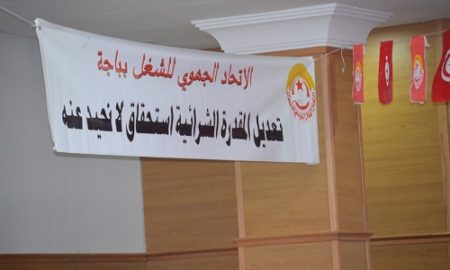 الاتحاد الجهوي للشغل بباجة
تعديل المقدرة الشرائية استحقاق لا نحيد عنه